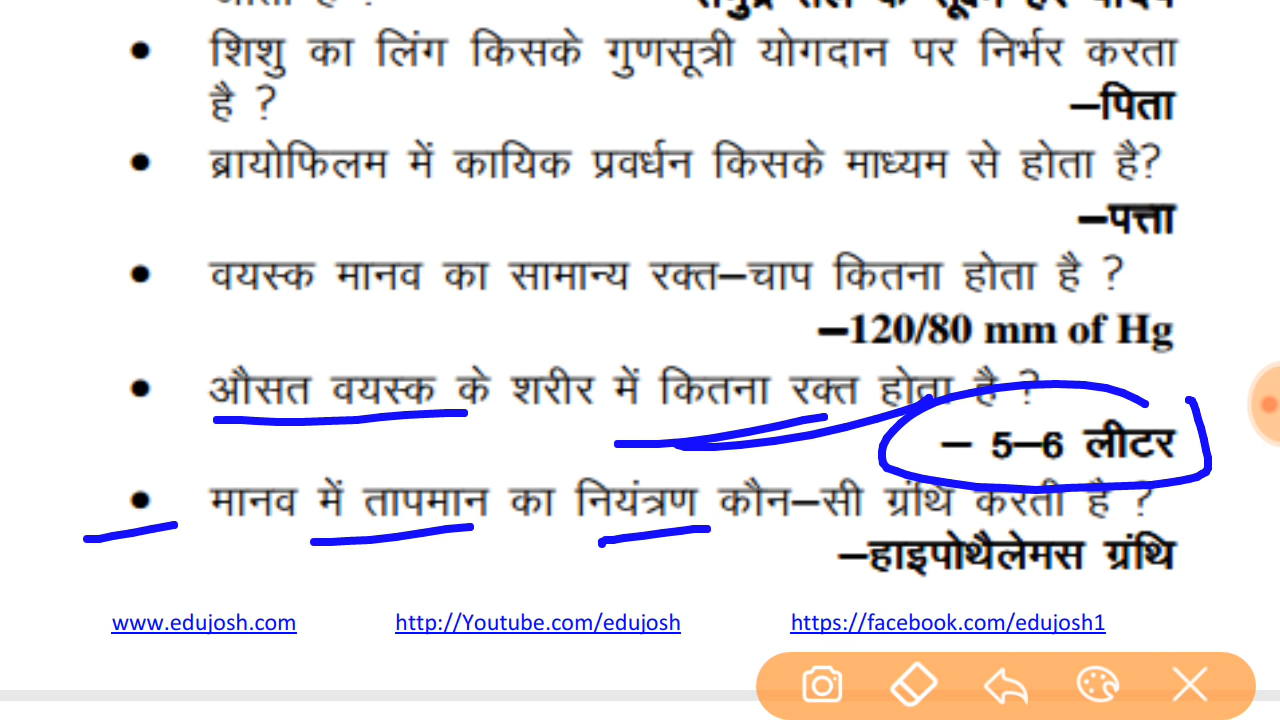 • शिशु का लिंग किसके गुणसूत्री योगदान पर निर्भर करता
है ? –पिता
• ब्रायोफिलम में कायिक प्रवर्धन किसके माध्यम से होता है?
–पत्ता
• वयस्क मानव का सामान्य रक्त–चाप कितना होता है ?
–120/80 mm of Hg
• औसत वयस्क के शरीर में कितना रक्त होता है ?
– 5–6 लीटर
• मानव में तापमान का नियंत्रण कौन–सी ग्रंथि करती है ?
–हाइपोथैलेमस ग्रंथि
www.edujosh.com http://Youtube.com/edujosh https://facebook.com/edujosh1